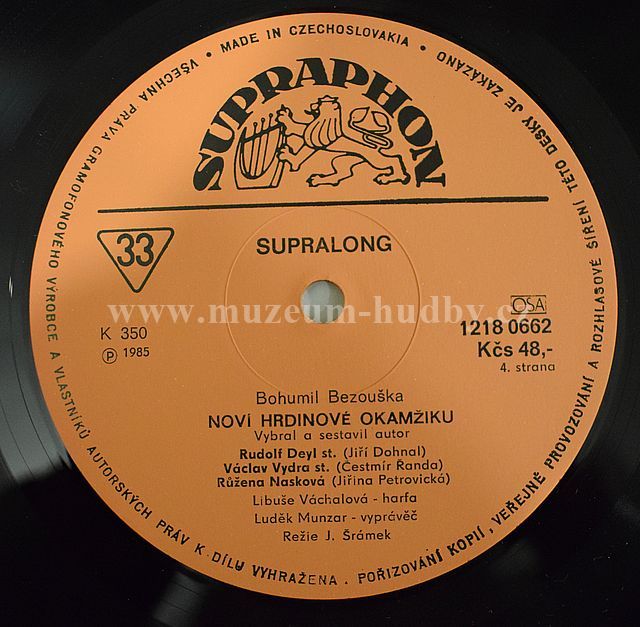 VŠECHNA PRÁVA GRAMOFONOVÉHO VÝROBCE A VLASTNÍKŮ AUTORSKÝCH PRÁV K DÍLU VYHRAŽENA. POŘIZOVÁNÍ KOPIÍ, VEŘEJNÉ PROVOZOVÁNÍ A ROZHLASOVÉ ŠÍŘENÍ TÉTO DESKY JE ZAKÁZÁNO • MADE IN CZECHOSLOVAKIA •
SUPRAPHON
33
SUPRALONG
www.muzeum-hudby.cz
OSA
K 350
1218 0662
Ⓟ 1985
Kčs 48,-
4. strana
Bohumil Bezouška
NOVÍ HRDINOVÉ OKAMŽIKU
Vybral a sestavil autor
Rudolf Deyl st. (Jiří Dohnal)
Václav Vydra st. (Čestmír Řanda)
Růžena Nasková (Jiřina Petrovická)
Libuše Váchalová - harfa
Luděk Munzar - vyprávěč
Režie J. Šrámek